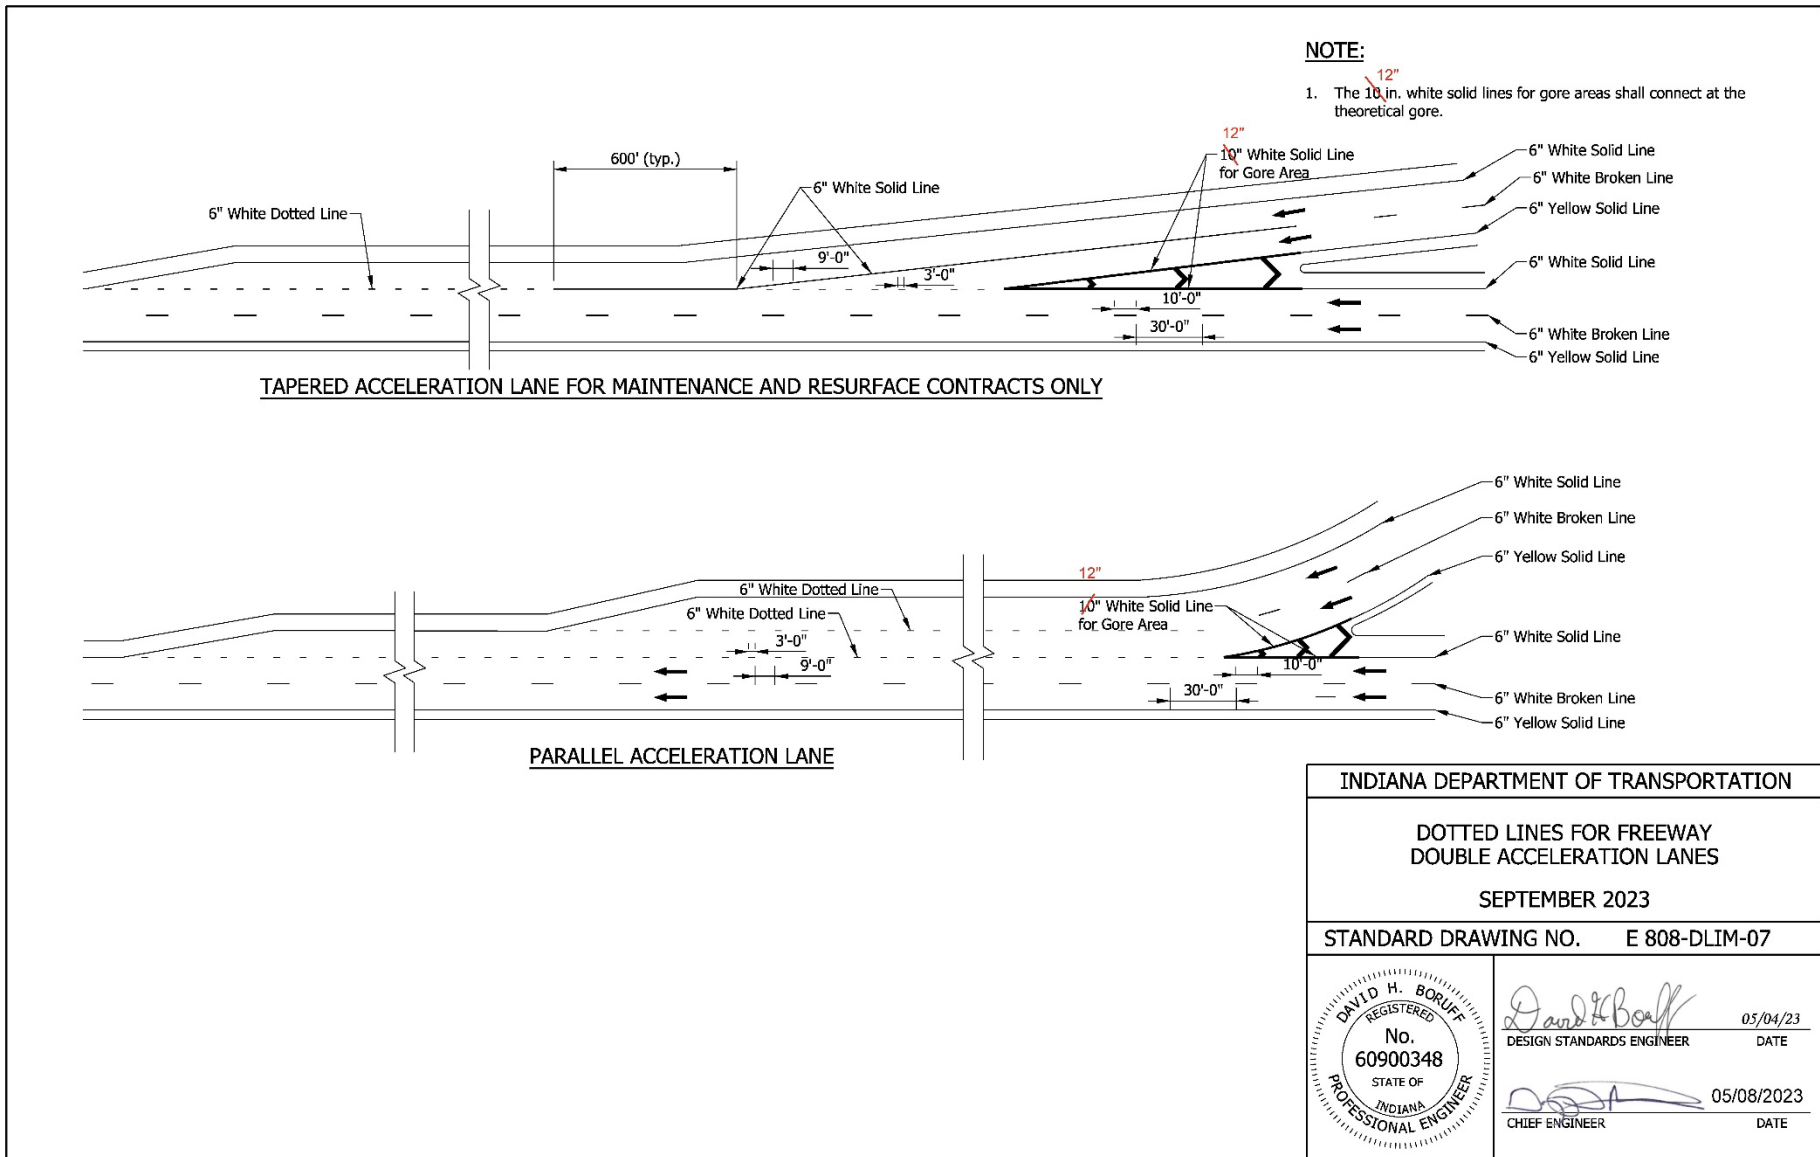 NOTE:
12"
1. The 10 in. white solid lines for gore areas shall connect at the
theoretical gore.
12"
10" White Solid Line
for Gore Area
600' (typ.)
6" White Solid Line
6" White Dotted Line
9'-0"
3'-0"
10'-0"
30'-0"
6" White Solid Line
6" White Broken Line
6" Yellow Solid Line
6" White Solid Line
6" White Broken Line
6" Yellow Solid Line
TAPERED ACCELERATION LANE FOR MAINTENANCE AND RESURFACE CONTRACTS ONLY
6" White Solid Line
6" White Broken Line
6" Yellow Solid Line
12"
10" White Solid Line
for Gore Area
6" White Dotted Line
6" White Dotted Line
3'-0"
9'-0"
10'-0"
30'-0"
6" White Solid Line
6" White Broken Line
6" Yellow Solid Line
PARALLEL ACCELERATION LANE
INDIANA DEPARTMENT OF TRANSPORTATION
DOTTED LINES FOR FREEWAY
DOUBLE ACCELERATION LANES
SEPTEMBER 2023
STANDARD DRAWING NO. E 808-DLIM-07
DAVID H. BORUFF
REGISTERED
No.
60900348
STATE OF
INDIANA
PROFESSIONAL ENGINEER
David H Boruff
05/04/23
DESIGN STANDARDS ENGINEER DATE
05/08/2023
CHIEF ENGINEER DATE